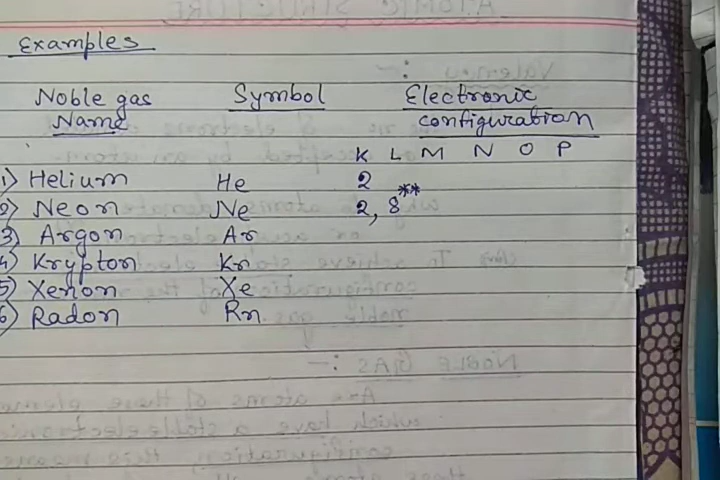 Examples
Noble gas Name Symbol Electronic configuration
K L M N O P
1) Helium He 2
2) Neon Ne 2, 8**
3) Argon Ar
4) Krypton Kr
5) Xenon Xe
6) Radon Rn